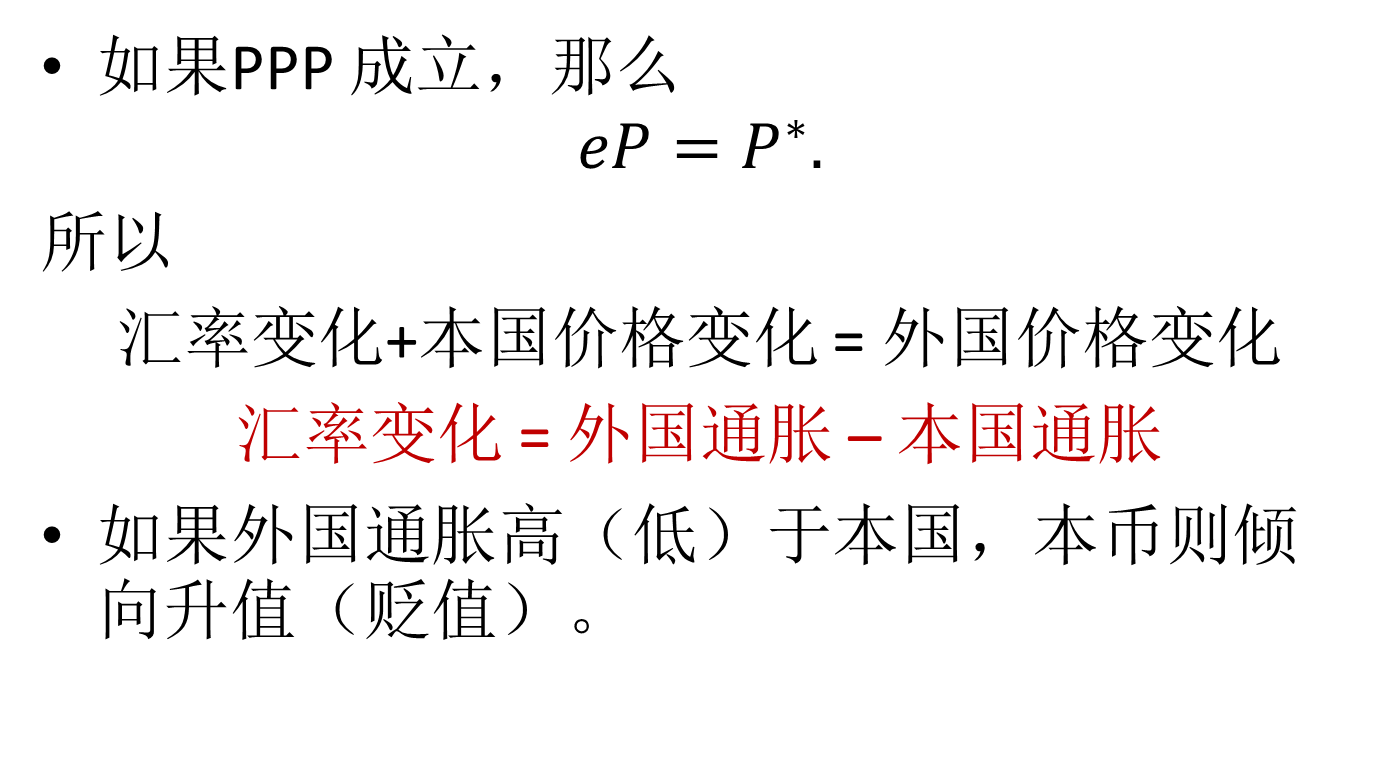 • 如果PPP 成立，那么
𝑒𝑃 = 𝑃*.
所以
汇率变化+本国价格变化 = 外国价格变化
汇率变化 = 外国通胀 – 本国通胀
• 如果外国通胀高（低）于本国，本币则倾
向升值（贬值）。